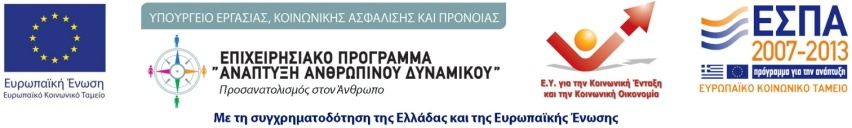 Ευρωπαϊκή Ένωση
Ευρωπαϊκό Κοινωνικό Ταμείο
ΥΠΟΥΡΓΕΙΟ ΕΡΓΑΣΙΑΣ, ΚΟΙΝΩΝΙΚΗΣ ΑΣΦΑΛΙΣΗΣ ΚΑΙ ΠΡΟΝΟΙΑΣ
ΕΠΙΧΕΙΡΗΣΙΑΚΟ ΠΡΟΓΡΑΜΜΑ
"ΑΝΑΠΤΥΞΗ ΑΝΘΡΩΠΙΝΟΥ ΔΥΝΑΜΙΚΟΥ"
Προσανατολισμός στον Άνθρωπο
Ε.Υ. για την Κοινωνική Ένταξη
και την Κοινωνική Οικονομία
ΕΣΠΑ
2007-2013
πρόγραμμα για την ανάπτυξη
ΕΥΡΩΠΑΪΚΟ ΚΟΙΝΩΝΙΚΟ ΤΑΜΕΙΟ
Με τη συγχρηματοδότηση της Ελλάδας και της Ευρωπαϊκής Ένωσης